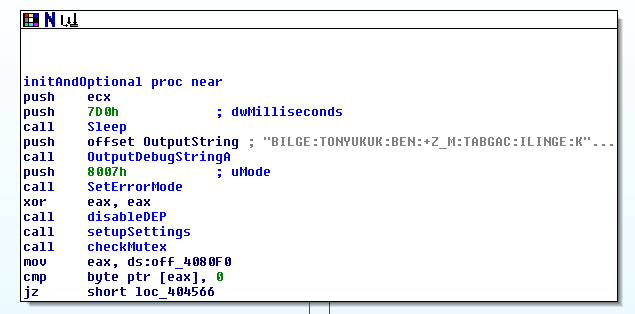 initAndOptional proc near
push    ecx
push    7D0h            ; dwMilliseconds
call    Sleep
push    offset OutputString ; "BILGE:TONYUKUK:BEN:+Z_M:TABGAC:ILINGE:K"...
call    OutputDebugStringA
push    8007h           ; uMode
call    SetErrorMode
xor     eax, eax
call    disableDEP
call    setupSettings
call    checkMutex
mov     eax, ds:off_4080F0
cmp     byte ptr [eax], 0
jz      short loc_404566